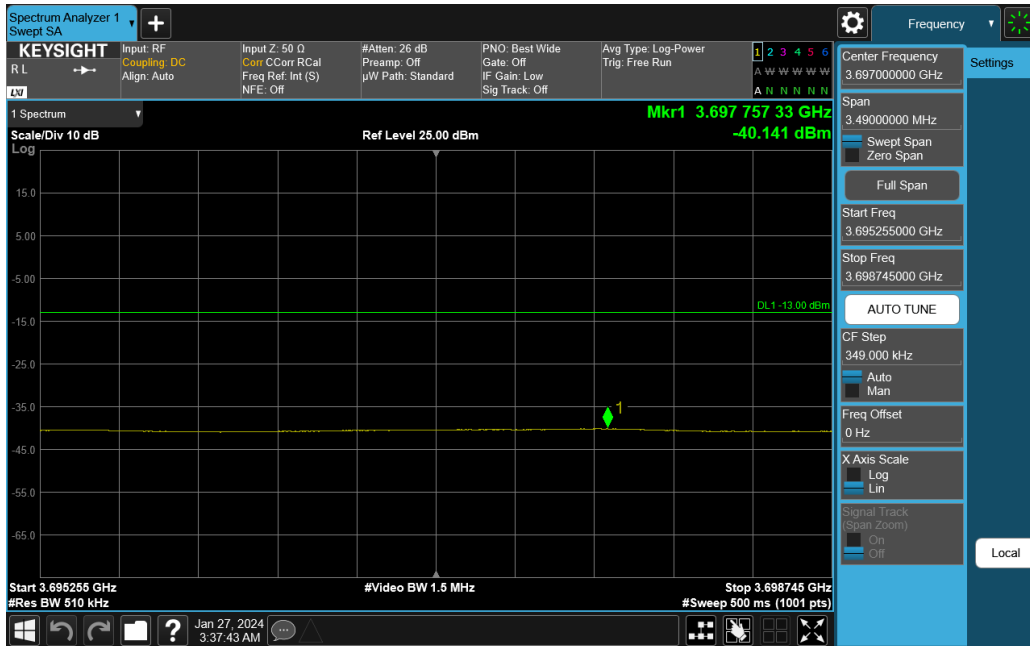 Spectrum Analyzer 1
Swept SA
+
Frequency
KEYSIGHT
R L
LXI
Input: RF
Coupling: DC
Align: Auto
Input Z: 50 Ω
Corr CCorr RCal
Freq Ref: Int (S)
NFE: Off
#Atten: 26 dB
Preamp: Off
µW Path: Standard
PNO: Best Wide
Gate: Off
IF Gain: Low
Sig Track: Off
Avg Type: Log-Power
Trig: Free Run
1 2 3 4 5 6
A W W W W W
A N N N N N
1 Spectrum
Mkr1 3.697 757 33 GHz
Scale/Div 10 dB
Ref Level 25.00 dBm
-40.141 dBm
Log
15.0
5.00
-5.00
DL1 -13.00 dBm
-15.0
-25.0
-35.0
1
-45.0
-55.0
-65.0
Start 3.695255 GHz
#Video BW 1.5 MHz
Stop 3.698745 GHz
#Res BW 510 kHz
#Sweep 500 ms (1001 pts)
?
Jan 27, 2024
3:37:43 AM
Center Frequency
3.697000000 GHz
Settings
Span
3.49000000 MHz
Swept Span
Zero Span
Full Span
Start Freq
3.695255000 GHz
Stop Freq
3.698745000 GHz
AUTO TUNE
CF Step
349.000 kHz
Auto
Man
Freq Offset
0 Hz
X Axis Scale
Log
Lin
Signal Track
(Span Zoom)
On
Off
Local